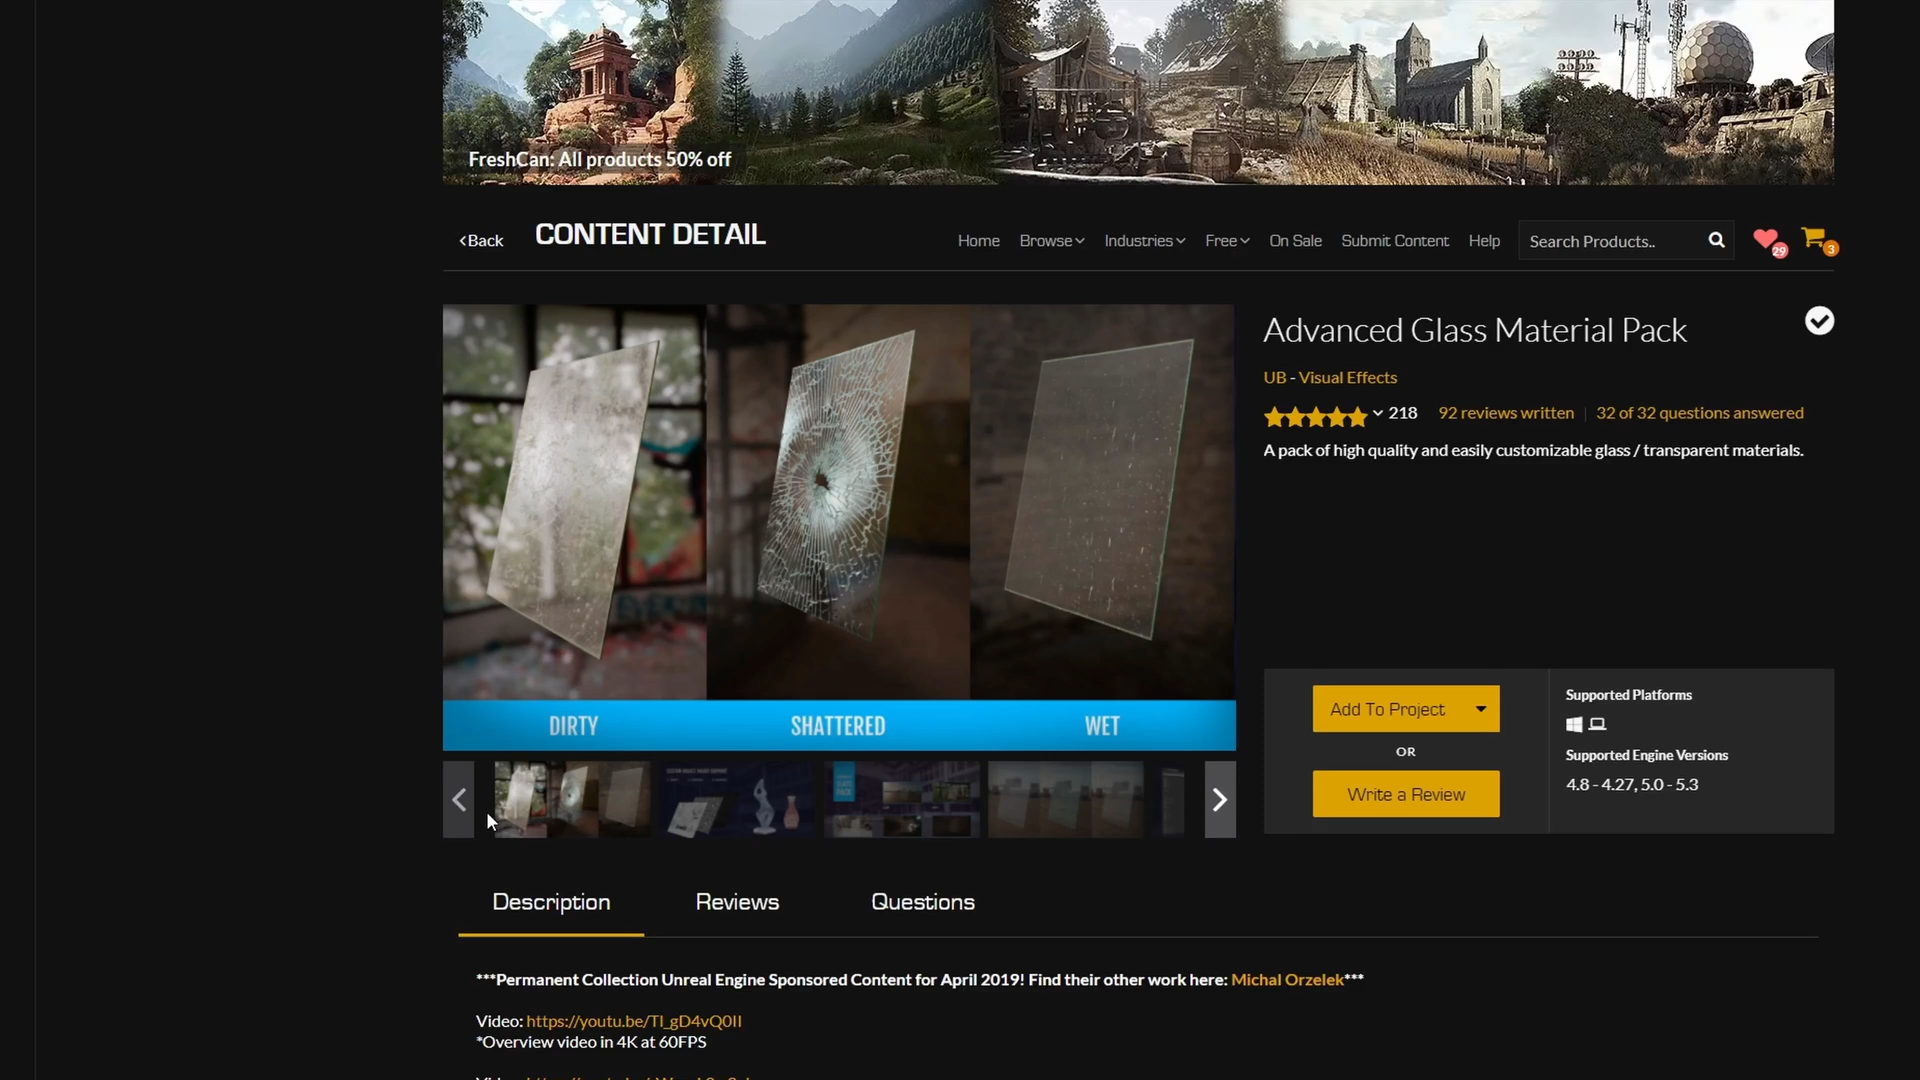 FreshCan: All products 50% off
Back
CONTENT DETAIL
Home
Browse
Industries
Free
On Sale
Submit Content
Help
Search Products..
29
3
Advanced Glass Material Pack
UB - Visual Effects
218
92 reviews written
32 of 32 questions answered
A pack of high quality and easily customizable glass / transparent materials.
DIRTY
SHATTERED
WET
Add To Project
OR
Write a Review
Supported Platforms
Supported Engine Versions
4.8 - 4.27, 5.0 - 5.3
Description
Reviews
Questions
***Permanent Collection Unreal Engine Sponsored Content for April 2019! Find their other work here: Michal Orzelek***
Video: https://youtu.be/TI_gD4vQ0II
*Overview video in 4K at 60FPS